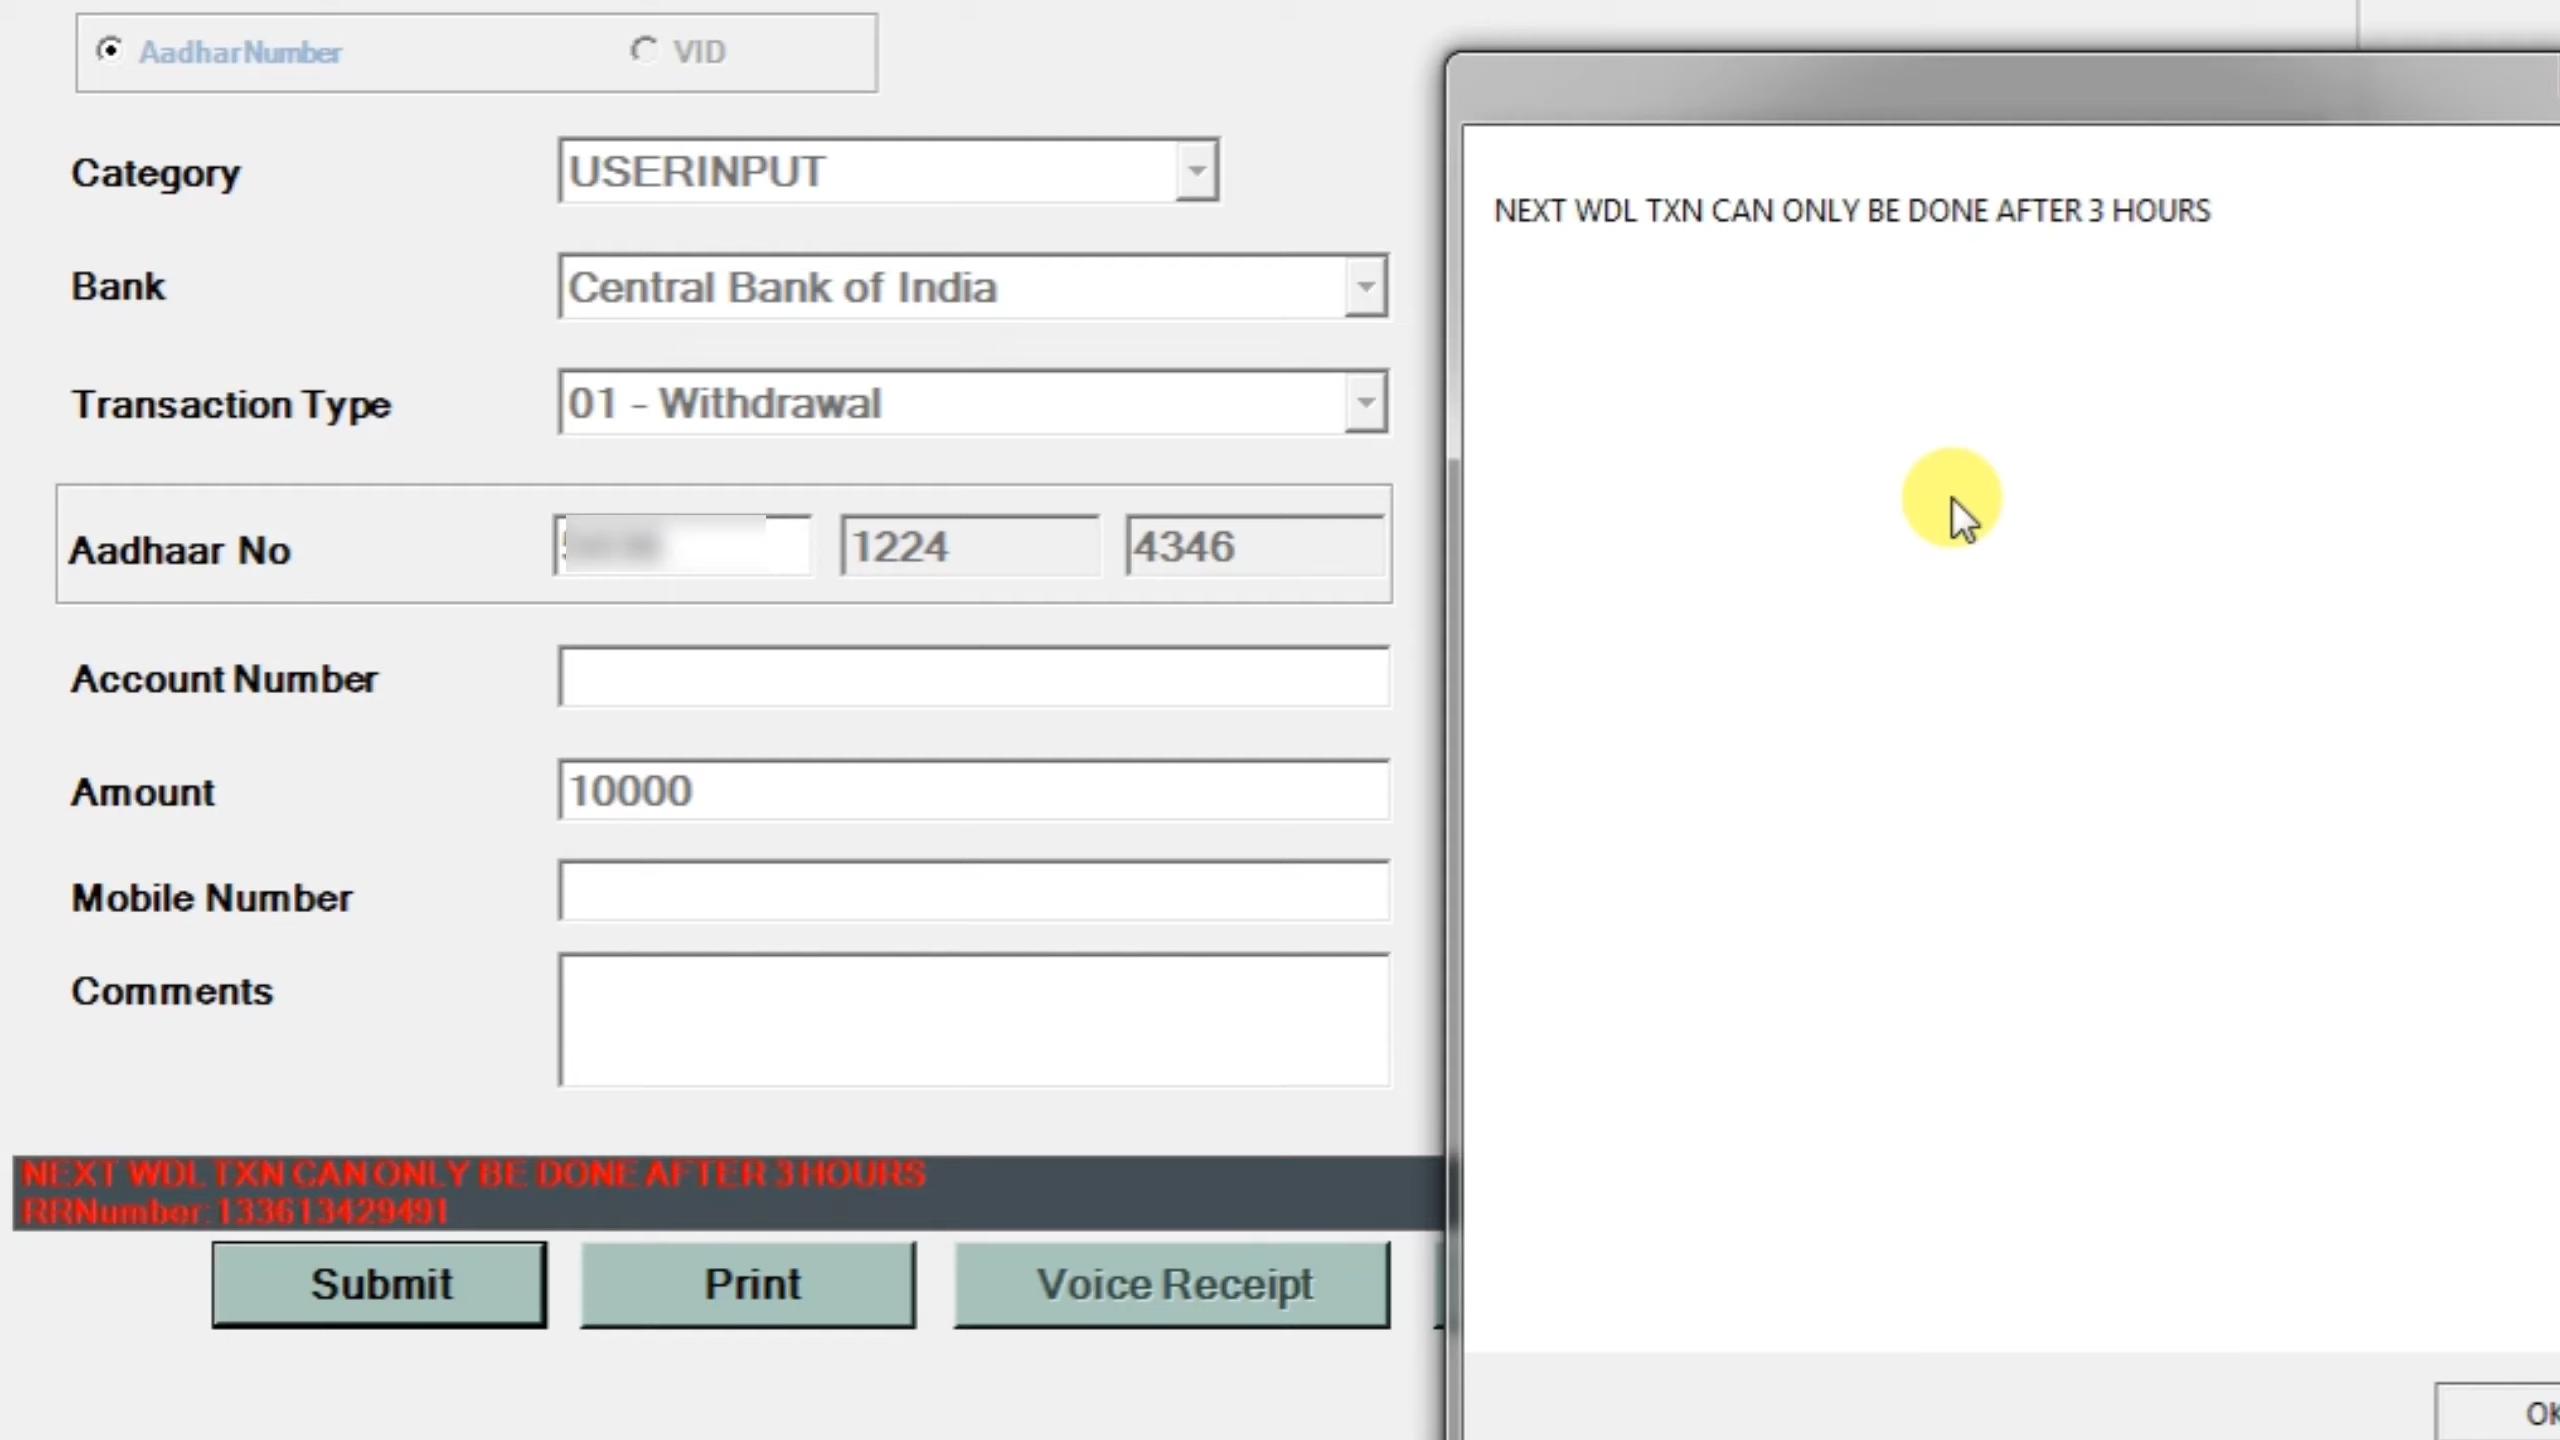 AadharNumber VID
Category USERINPUT
Bank Central Bank of India
Transaction Type 01 - Withdrawal
Aadhaar No 1224 4346
Account Number
Amount 10000
Mobile Number
Comments
NEXT WDL TXN CAN ONLY BE DONE AFTER 3 HOURS
RRNumber:133613429491
Submit Print Voice Receipt
NEXT WDL TXN CAN ONLY BE DONE AFTER 3 HOURS
OK